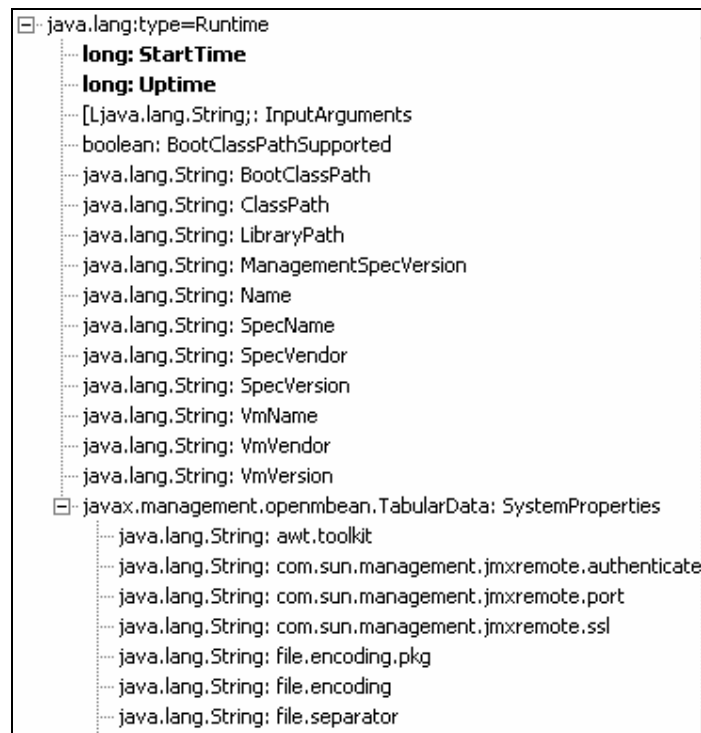 java.lang:type=Runtime
long: StartTime
long: Uptime
[Ljava.lang.String;: InputArguments
boolean: BootClassPathSupported
java.lang.String: BootClassPath
java.lang.String: ClassPath
java.lang.String: LibraryPath
java.lang.String: ManagementSpecVersion
java.lang.String: Name
java.lang.String: SpecName
java.lang.String: SpecVendor
java.lang.String: SpecVersion
java.lang.String: VmName
java.lang.String: VmVendor
java.lang.String: VmVersion
javax.management.openmbean.TabularData: SystemProperties
java.lang.String: awt.toolkit
java.lang.String: com.sun.management.jmxremote.authenticate
java.lang.String: com.sun.management.jmxremote.port
java.lang.String: com.sun.management.jmxremote.ssl
java.lang.String: file.encoding.pkg
java.lang.String: file.encoding
java.lang.String: file.separator